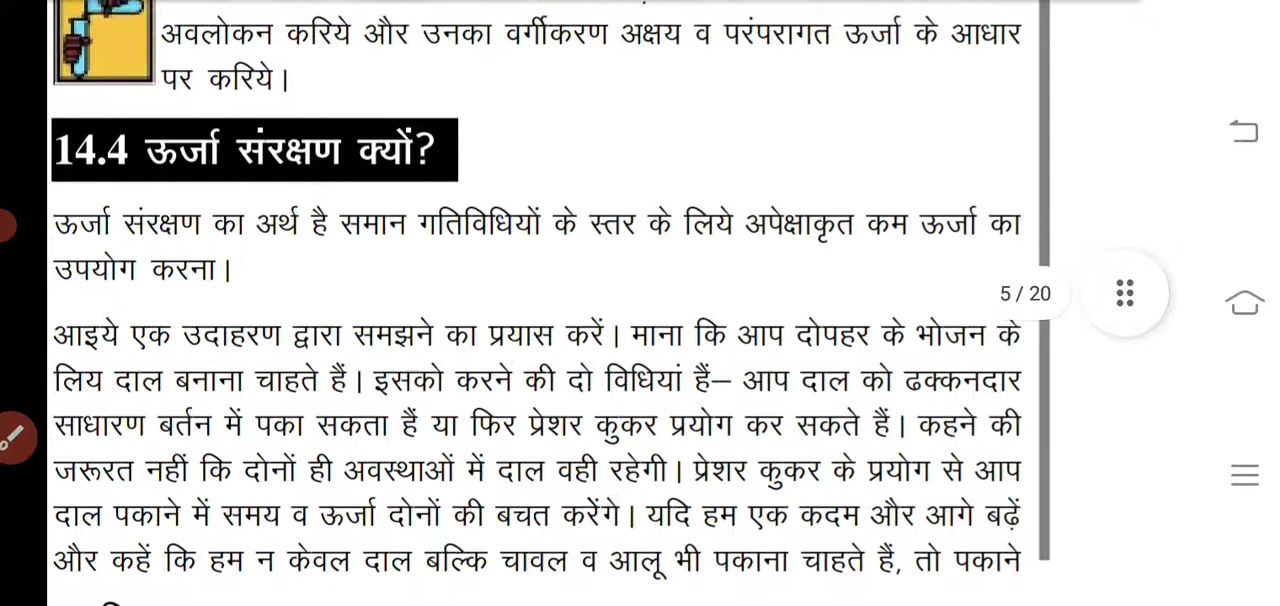 अवलोकन करिये और उनका वर्गीकरण अक्षय व परंपरागत ऊर्जा के आधार
पर करिये।
14.4 ऊर्जा संरक्षण क्यों?
ऊर्जा संरक्षण का अर्थ है समान गतिविधियों के स्तर के लिये अपेक्षाकृत कम ऊर्जा का
उपयोग करना।
5 / 20
आइये एक उदाहरण द्वारा समझने का प्रयास करें। माना कि आप दोपहर के भोजन के
लिय दाल बनाना चाहते हैं। इसको करने की दो विधियां हैं– आप दाल को ढक्कनदार
साधारण बर्तन में पका सकता हैं या फिर प्रेशर कुकर प्रयोग कर सकते हैं। कहने की
जरूरत नहीं कि दोनों ही अवस्थाओं में दाल वही रहेगी। प्रेशर कुकर के प्रयोग से आप
दाल पकाने में समय व ऊर्जा दोनों की बचत करेंगे। यदि हम एक कदम और आगे बढ़ें
और कहें कि हम न केवल दाल बल्कि चावल व आलू भी पकाना चाहते हैं, तो पकाने